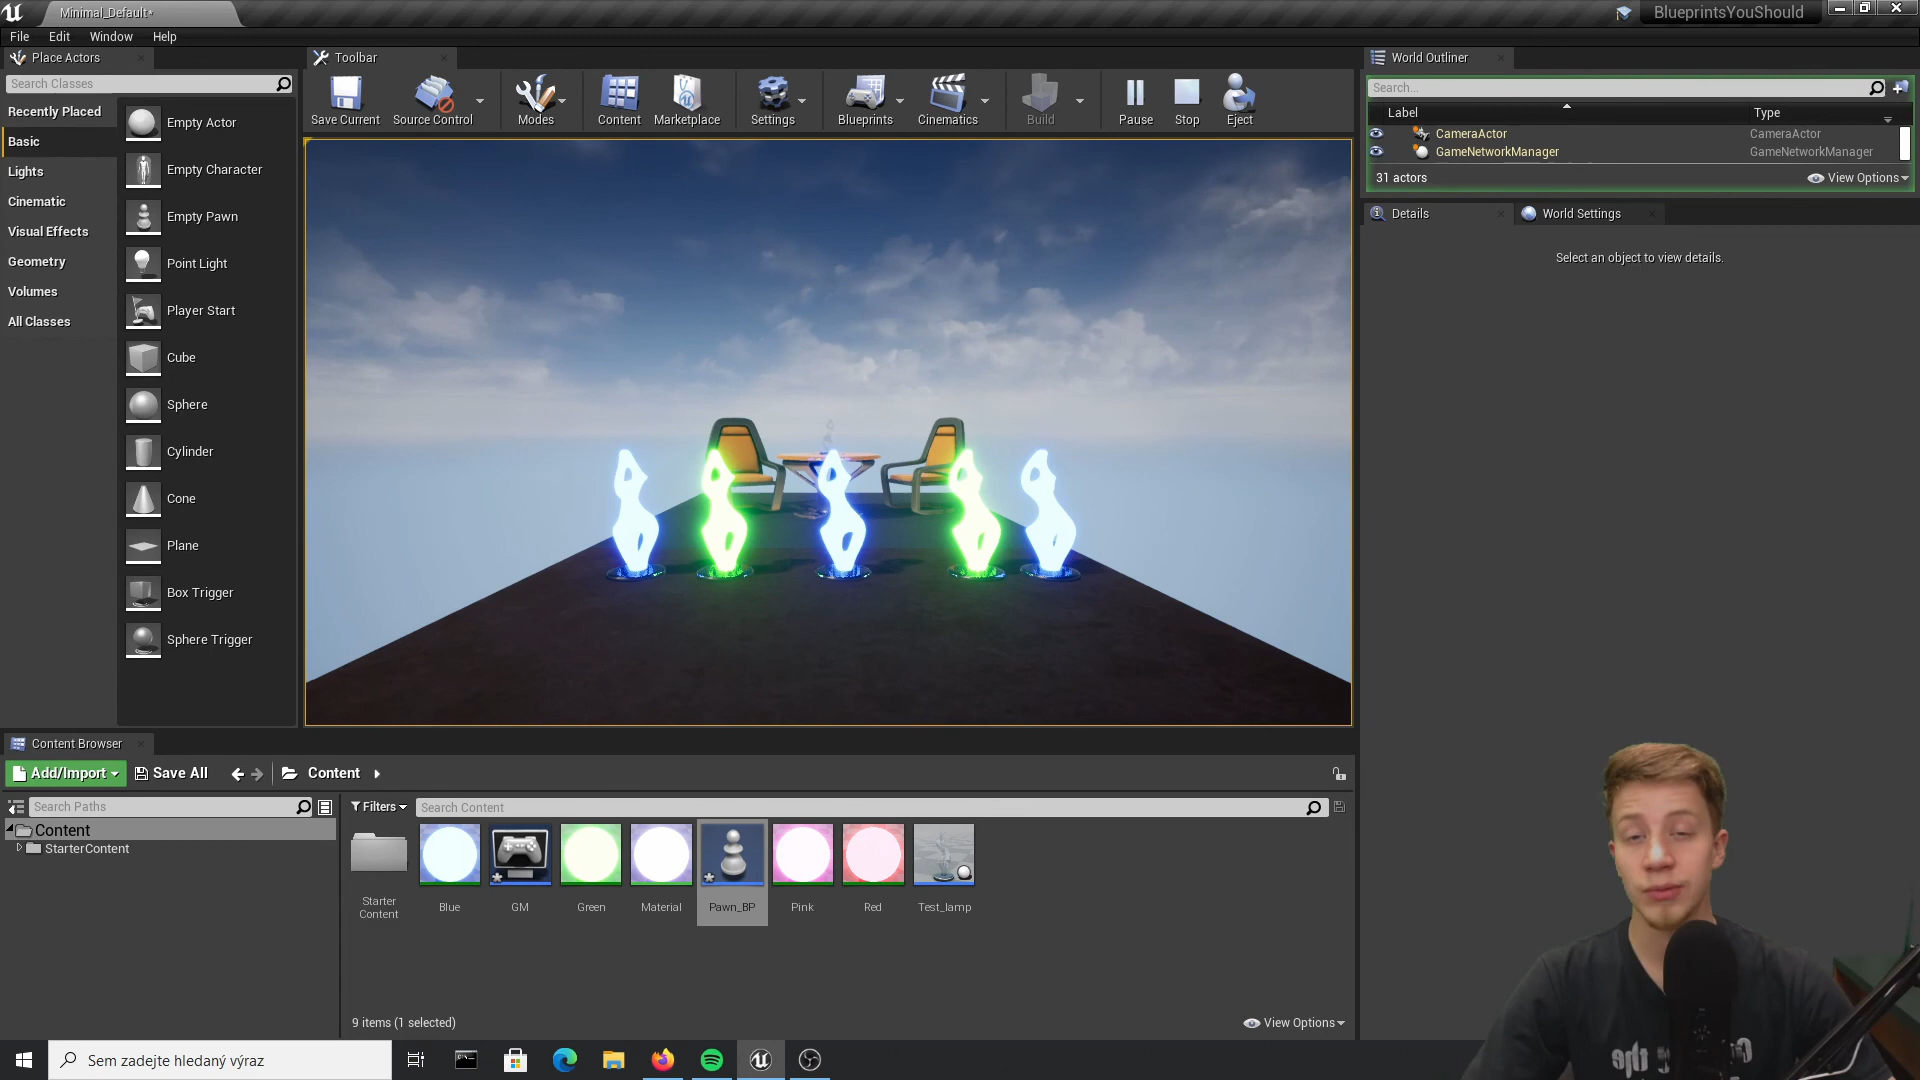 Minimal_Default*
BlueprintsYouShould
File Edit Window Help
Place Actors
Toolbar
World Outliner
Search Classes
Recently Placed
Basic
Lights
Cinematic
Visual Effects
Geometry
Volumes
All Classes
Empty Actor
Empty Character
Empty Pawn
Point Light
Player Start
Cube
Sphere
Cylinder
Cone
Plane
Box Trigger
Sphere Trigger
Save Current
Source Control
Modes
Content
Marketplace
Settings
Blueprints
Cinematics
Build
Pause
Stop
Eject
Search...
Label Type
CameraActor CameraActor
GameNetworkManager GameNetworkManager
31 actors
View Options
Details
World Settings
Select an object to view details.
Content Browser
Add/Import
Save All
Content
Search Paths
Content
StarterContent
Filters
Search Content
Starter
Content
Blue
GM
Green
Material
Pawn_BP
Pink
Red
Test_lamp
9 items (1 selected)
View Options
Sem zadejte hledaný výraz